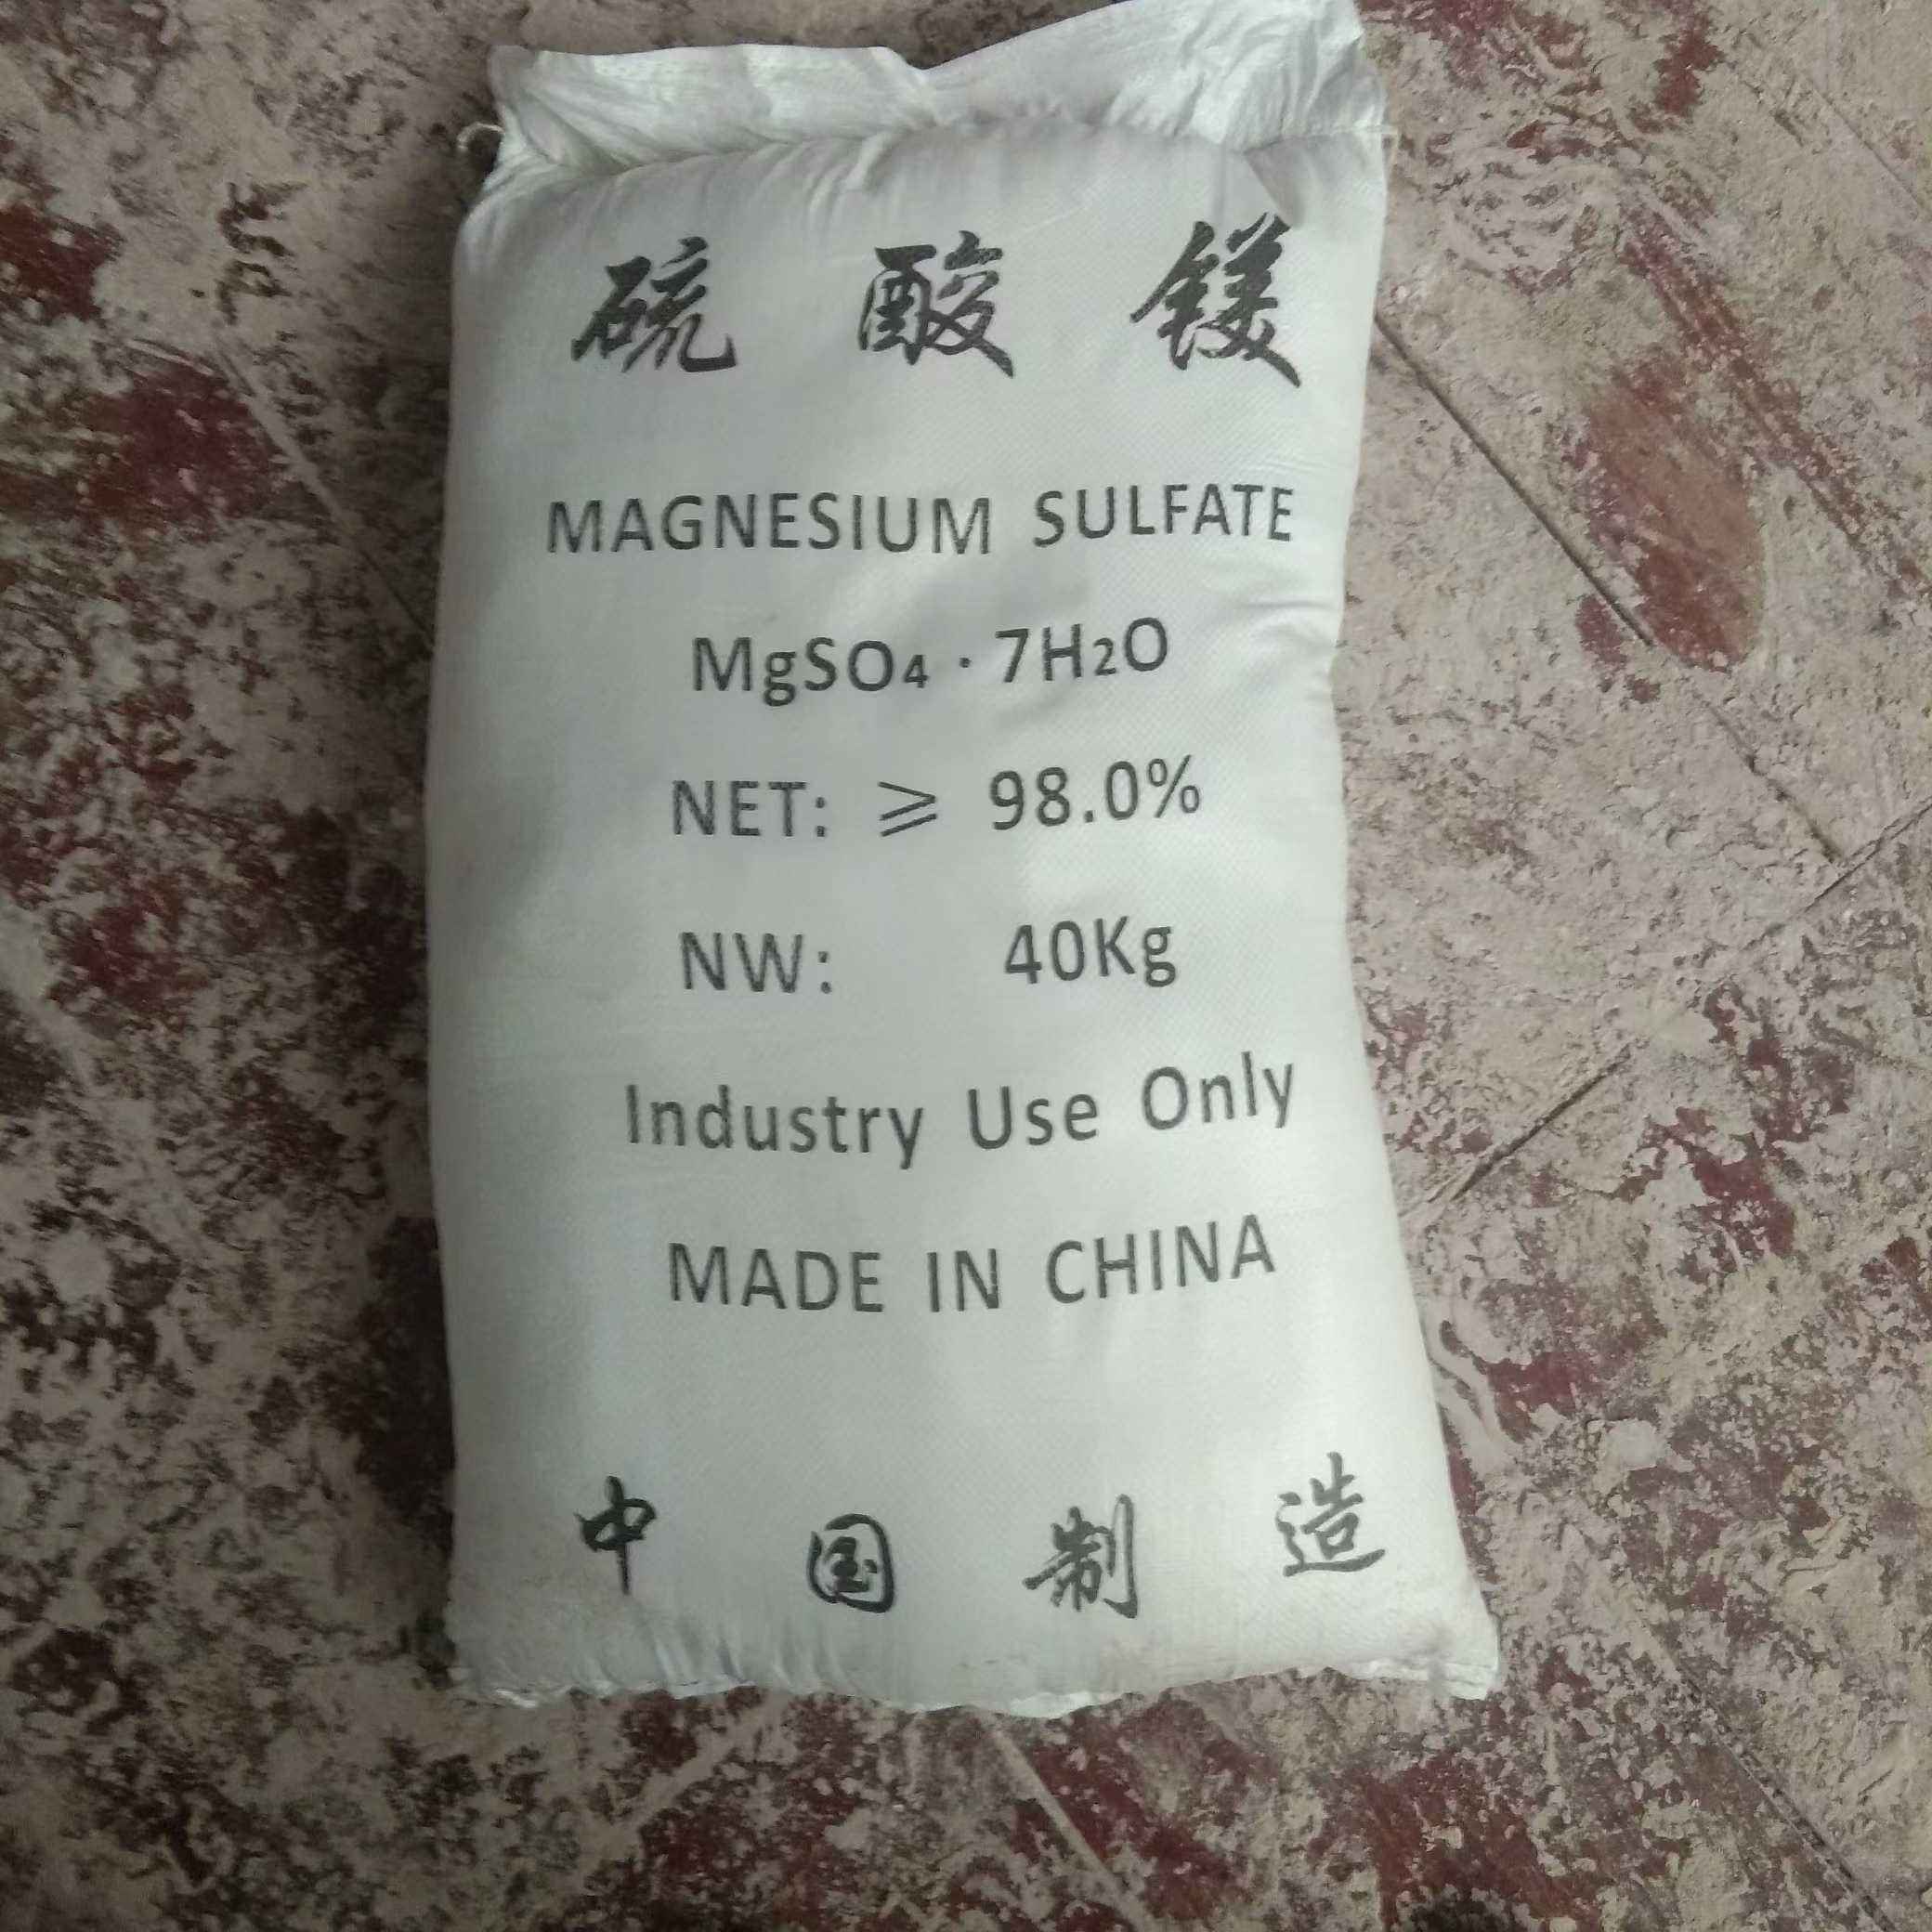 硫酸镁
MAGNESIUM SULFATE
MgSO4·7H2O
NET: ⩾ 98.0%
NW: 40Kg
Industry Use Only
MADE IN CHINA
中国制造